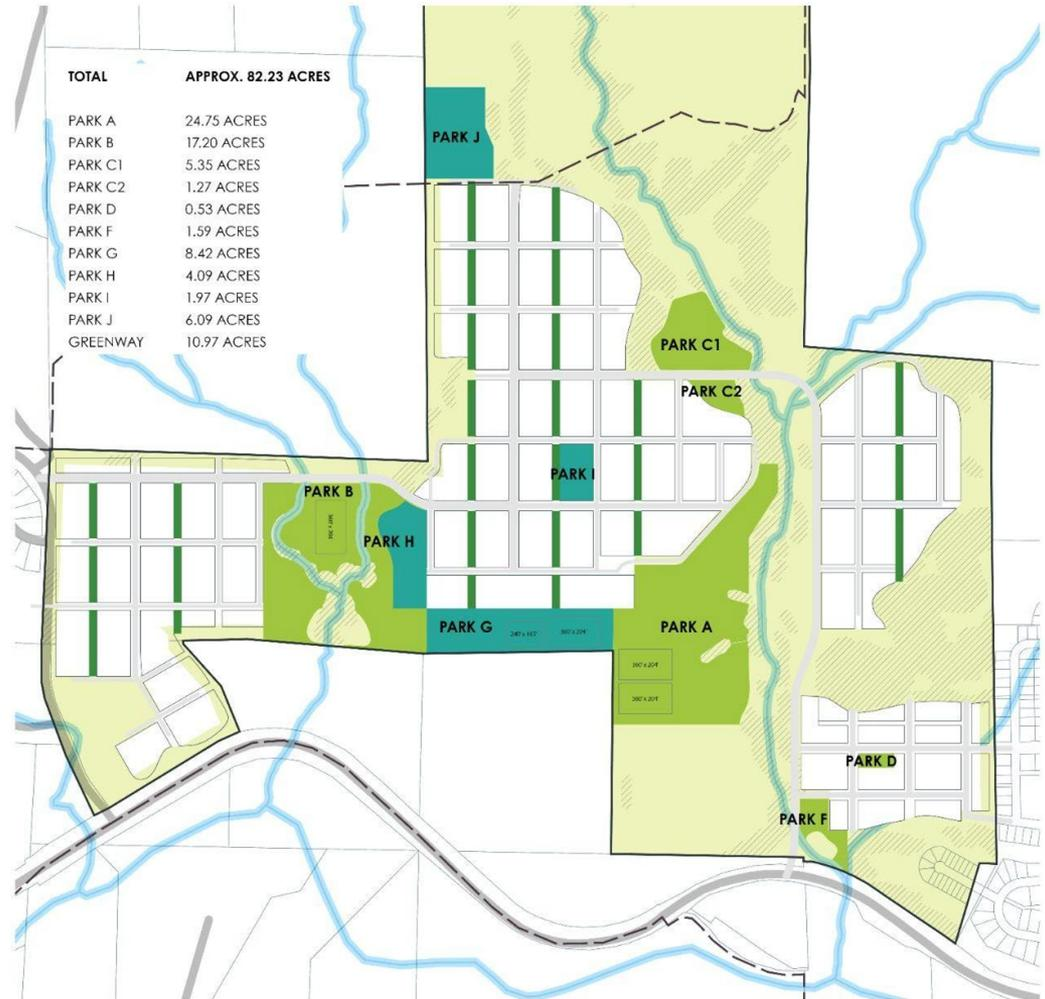 TOTAL APPROX. 82.23 ACRES
PARK A 24.75 ACRES
PARK B 17.20 ACRES
PARK C1 5.35 ACRES
PARK C2 1.27 ACRES
PARK D 0.53 ACRES
PARK F 1.59 ACRES
PARK G 8.42 ACRES
PARK H 4.09 ACRES
PARK I 1.97 ACRES
PARK J 6.09 ACRES
GREENWAY 10.97 ACRES
PARK J
PARK C1
PARK C2
PARK I
PARK B
PARK H
PARK G
PARK A
PARK D
PARK F